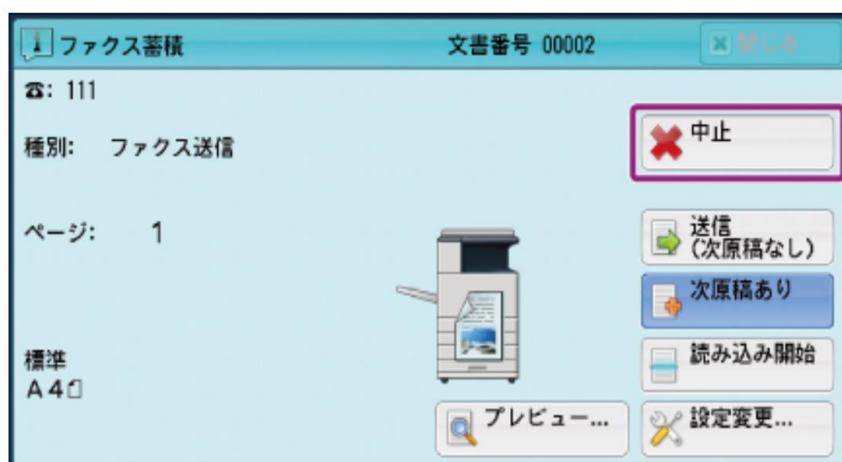 ファクス蓄積
文書番号 00002
閉じる
☎: 111
中止
種別: ファクス送信
ページ: 1
送信
(次原稿なし)
次原稿あり
標準
A4
読み込み開始
プレビュー...
設定変更...